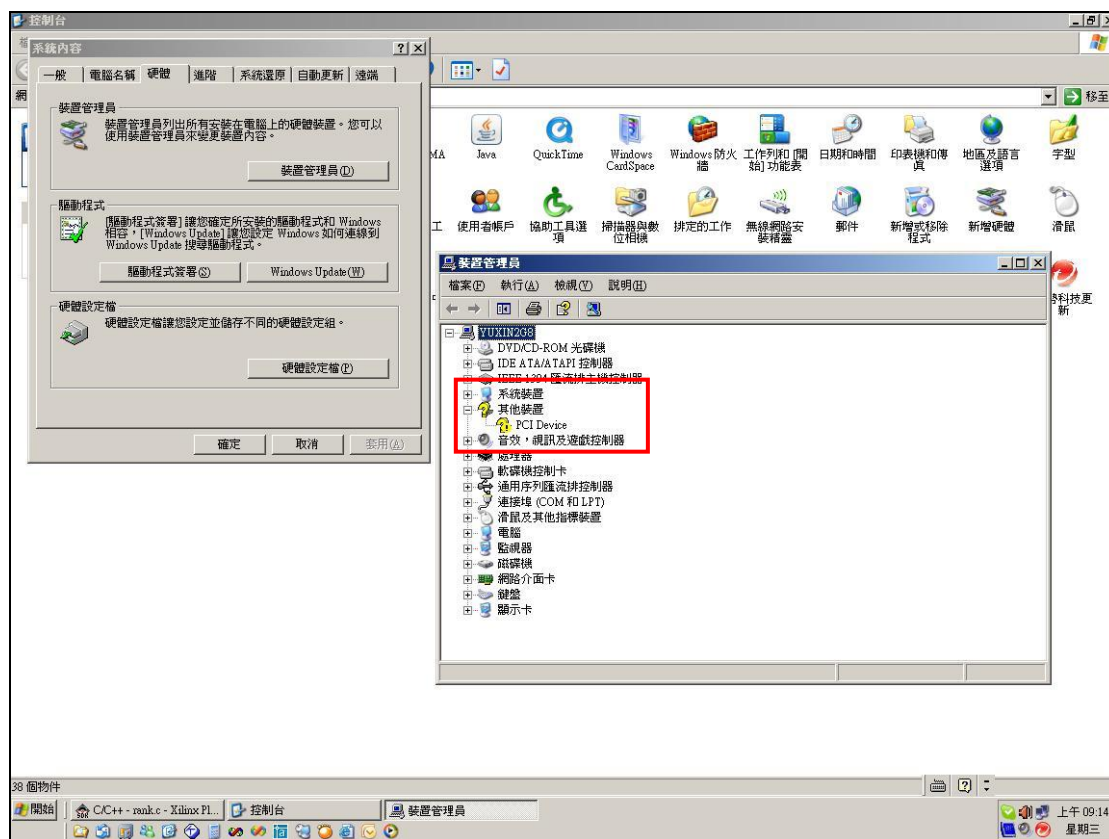 控制台
系統內容
一般 電腦名稱 硬體 進階 系統還原 自動更新 遠端
裝置管理員
裝置管理員列出所有安裝在電腦上的硬體裝置。您可以
使用裝置管理員來變更裝置內容。
裝置管理員(D)
驅動程式
[驅動程式簽署] 讓您確定所安裝的驅動程式和 Windows
相容，[Windows Update] 讓您設定 Windows 如何連線到
Windows Update 搜尋驅動程式。
驅動程式簽署(S) Windows Update(W)
硬體設定檔
硬體設定檔讓您設定並儲存不同的硬體設定組。
硬體設定檔(P)
確定 取消 套用(A)
移至
Java QuickTime Windows CardSpace Windows 防火牆 工作列和 [開始] 功能表 日期和時間 印表機和傳真 地區及語言選項 字型
使用者帳戶 協助工具選項 掃描器與數位相機 排定的工作 無線網路安裝精靈 郵件 新增或移除程式 新增硬體 滑鼠
科技更新
裝置管理員
檔案(F) 執行(A) 檢視(V) 說明(H)
YUXIN2G8
DVD/CD-ROM 光碟機
IDE ATA/ATAPI 控制器
IEEE 1394 匯流排主機控制器
系統裝置
其他裝置
PCI Device
音效，視訊及遊戲控制器
處理器
軟碟機控制卡
通用序列匯流排控制器
連接埠 (COM 和 LPT)
滑鼠及其他指標裝置
電腦
監視器
磁碟機
網路介面卡
鍵盤
顯示卡
38 個物件
開始 C/C++ - rank.c - Xilinx Pl... 控制台 裝置管理員
上午 09:14
星期三